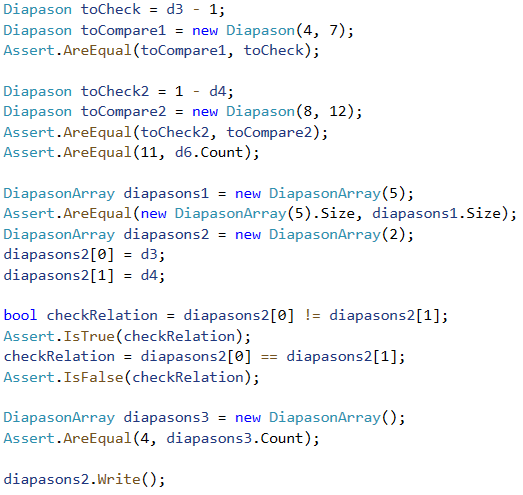 Diapason toCheck = d3 - 1;
Diapason toCompare1 = new Diapason(4, 7);
Assert.AreEqual(toCompare1, toCheck);
Diapason toCheck2 = 1 - d4;
Diapason toCompare2 = new Diapason(8, 12);
Assert.AreEqual(toCheck2, toCompare2);
Assert.AreEqual(11, d6.Count);
DiapasonArray diapasons1 = new DiapasonArray(5);
Assert.AreEqual(new DiapasonArray(5).Size, diapasons1.Size);
DiapasonArray diapasons2 = new DiapasonArray(2);
diapasons2[0] = d3;
diapasons2[1] = d4;
bool checkRelation = diapasons2[0] != diapasons2[1];
Assert.IsTrue(checkRelation);
checkRelation = diapasons2[0] == diapasons2[1];
Assert.IsFalse(checkRelation);
DiapasonArray diapasons3 = new DiapasonArray();
Assert.AreEqual(4, diapasons3.Count);
diapasons2.Write();